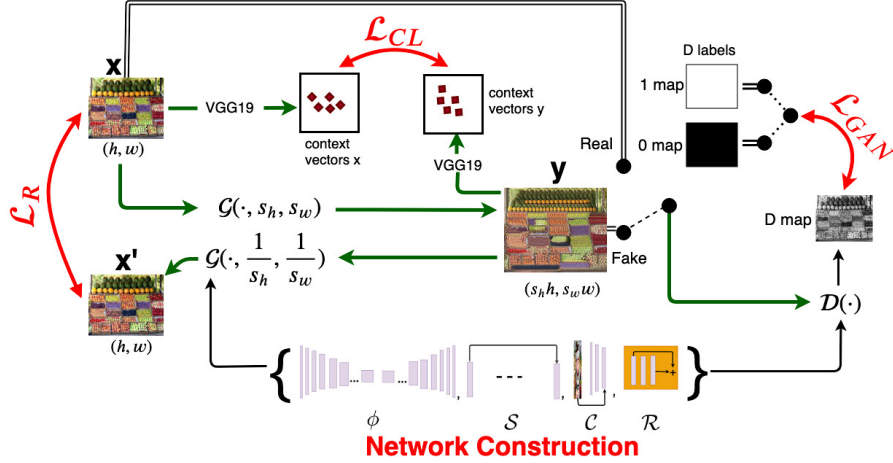 𝓛_CL
D labels
x
1 map
VGG19
context
vectors y
context
vectors x
(h, w)
Real
0 map
𝓛_GAN
VGG19
y
𝓛_R
𝒢(·, s_h, s_w)
D map
x'
𝒢(·, 1/s_h, 1/s_w)
Fake
(s_h h, s_w w)
𝒟(·)
(h, w)
{ ... , - - - , , + }
ϕ
𝒮
𝒞
ℛ
Network Construction